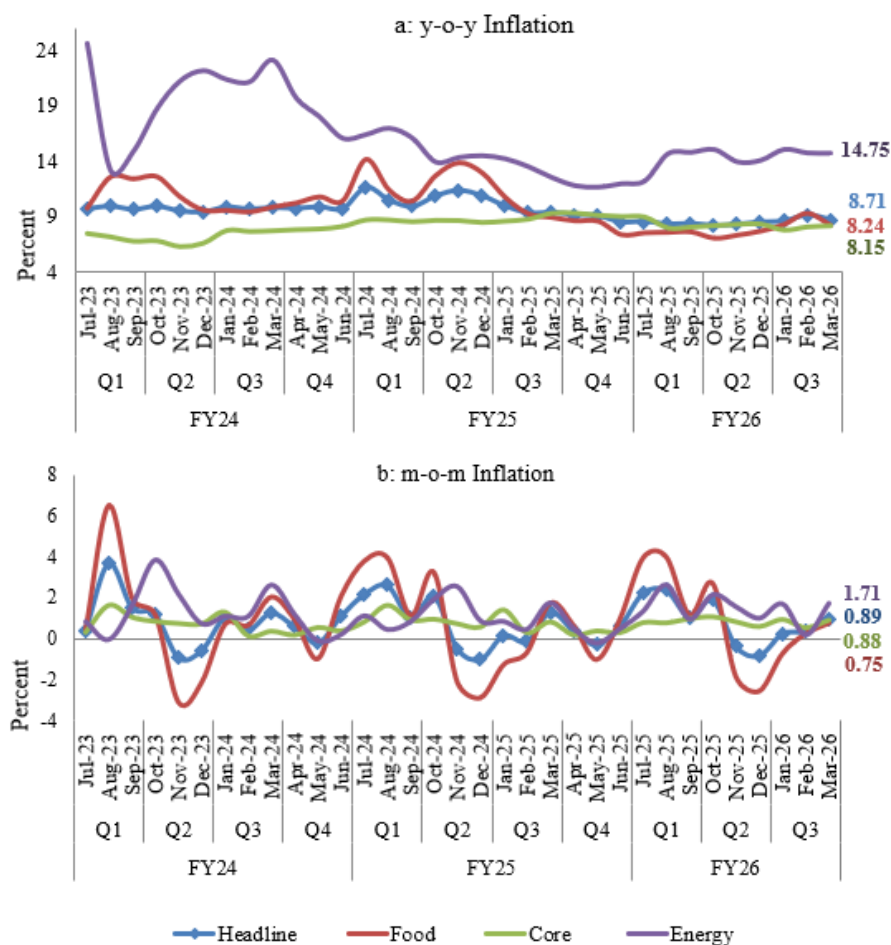 a: y-o-y Inflation
24
19
14
9
4
Percent
14.75
8.71
8.24
8.15
Jul-23 Aug-23 Sep-23 Oct-23 Nov-23 Dec-23 Jan-24 Feb-24 Mar-24 Apr-24 May-24 Jun-24 Jul-24 Aug-24 Sep-24 Oct-24 Nov-24 Dec-24 Jan-25 Feb-25 Mar-25 Apr-25 May-25 Jun-25 Jul-25 Aug-25 Sep-25 Oct-25 Nov-25 Dec-25 Jan-26 Feb-26 Mar-26
Q1 Q2 Q3 Q4 Q1 Q2 Q3 Q4 Q1 Q2 Q3
FY24 FY25 FY26
b: m-o-m Inflation
8
6
4
2
0
-2
-4
Percent
1.71
0.89
0.88
0.75
Jul-23 Aug-23 Sep-23 Oct-23 Nov-23 Dec-23 Jan-24 Feb-24 Mar-24 Apr-24 May-24 Jun-24 Jul-24 Aug-24 Sep-24 Oct-24 Nov-24 Dec-24 Jan-25 Feb-25 Mar-25 Apr-25 May-25 Jun-25 Jul-25 Aug-25 Sep-25 Oct-25 Nov-25 Dec-25 Jan-26 Feb-26 Mar-26
Q1 Q2 Q3 Q4 Q1 Q2 Q3 Q4 Q1 Q2 Q3
FY24 FY25 FY26
Headline Food Core Energy